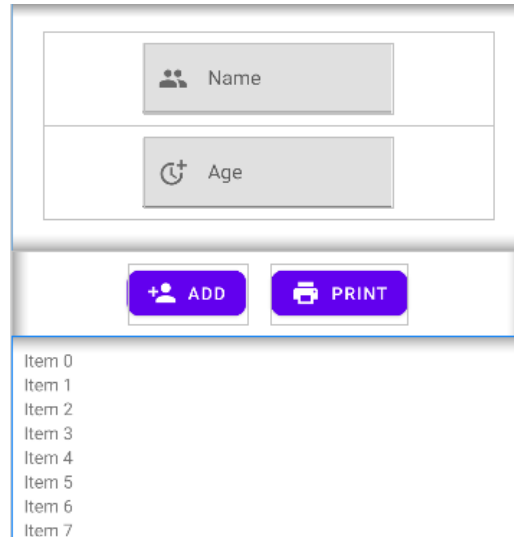 Name
Age
ADD PRINT
Item 0
Item 1
Item 2
Item 3
Item 4
Item 5
Item 6
Item 7